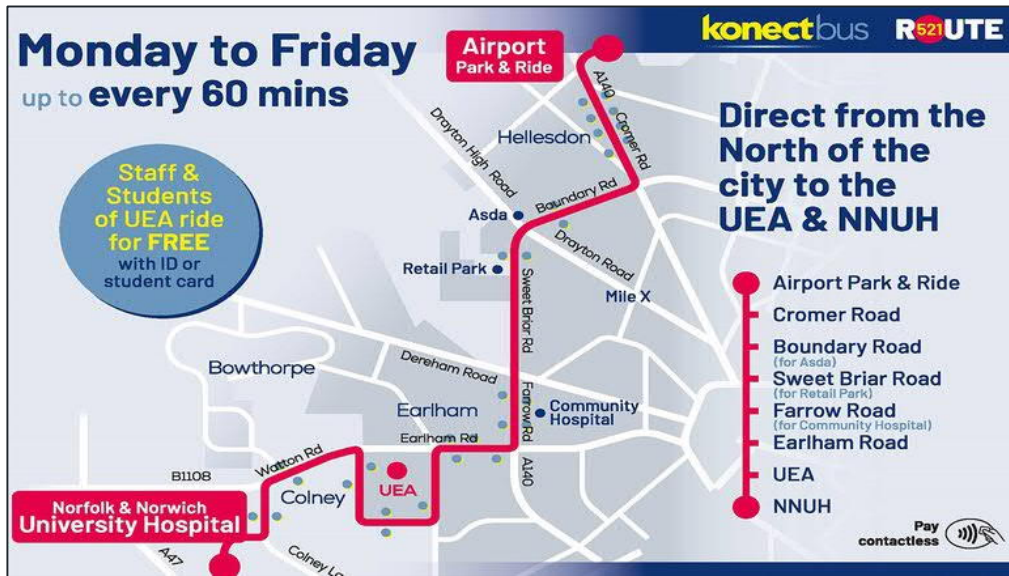 Monday to Friday
up to every 60 mins
konectbus
ROUTE
521
Airport
Park & Ride
Staff &
Students
of UEA ride
for FREE
with ID or
student card
Direct from the
North of the
city to the
UEA & NNUH
A140
Cromer Rd
Hellesdon
Drayton High Road
Boundary Rd
Asda
Drayton Road
Retail Park
Sweet Briar Rd
Mile X
Bowthorpe
Dereham Road
Earlham
Farrow Rd
Community
Hospital
Earlham Rd
A140
Watton Rd
B1108
Colney
UEA
Norfolk & Norwich
University Hospital
A47
Colney La
Airport Park & Ride
Cromer Road
Boundary Road
(for Asda)
Sweet Briar Road
(for Retail Park)
Farrow Road
(for Community Hospital)
Earlham Road
UEA
NNUH
Pay
contactless